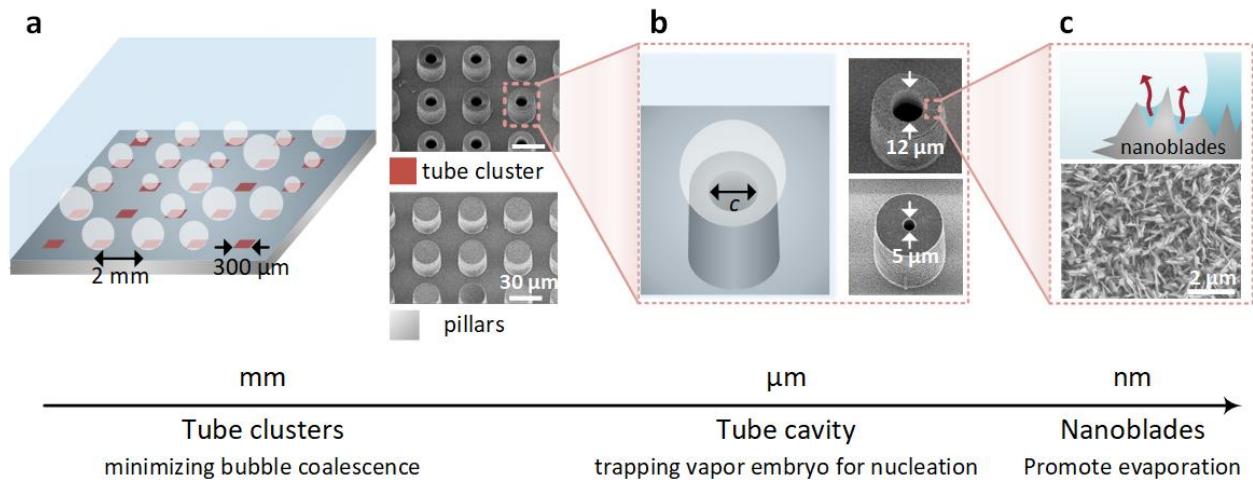 a
2 mm
300 µm
tube cluster
30 µm
pillars
b
c
12 µm
5 µm
c
nanoblades
2 µm
mm
µm
nm
Tube clusters
Tube cavity
Nanoblades
minimizing bubble coalescence
trapping vapor embryo for nucleation
Promote evaporation